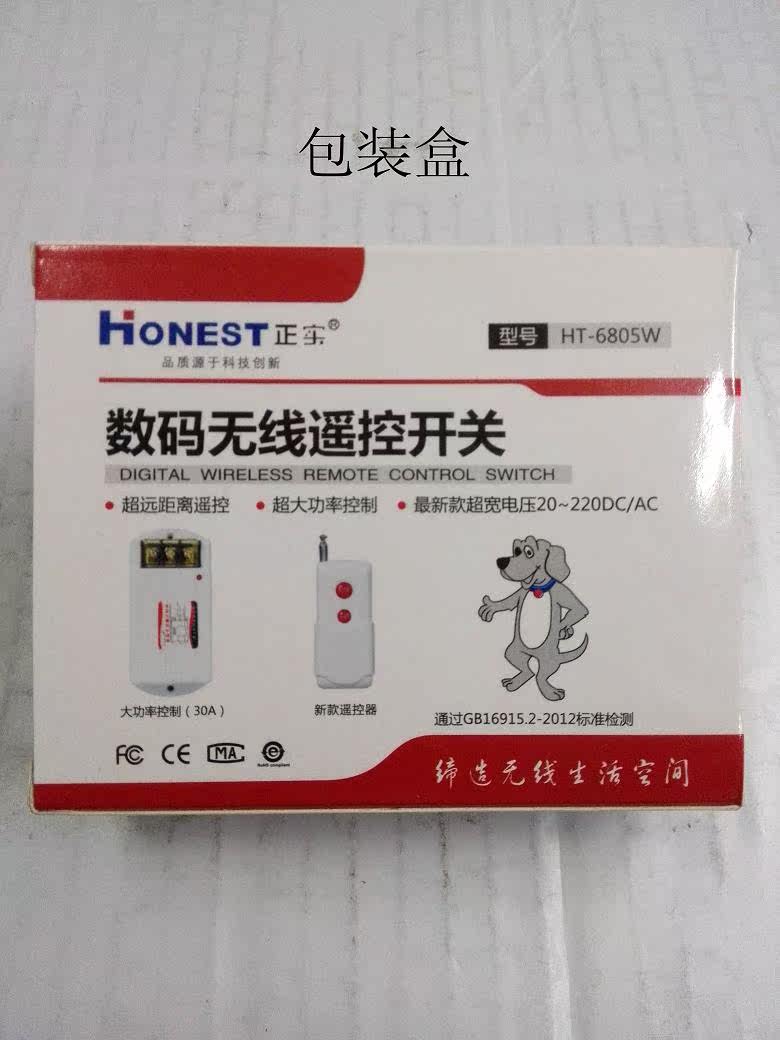 包装盒
HONEST正实®
品质源于科技创新
型号 HT-6805W
数码无线遥控开关
DIGITAL WIRELESS REMOTE CONTROL SWITCH
• 超远距离遥控 • 超大功率控制 • 最新款超宽电压20~220DC/AC
大功率控制（30A）
新款遥控器
通过GB16915.2-2012标准检测
FC CE MA e
RoHS compliant
缔造无线生活空间